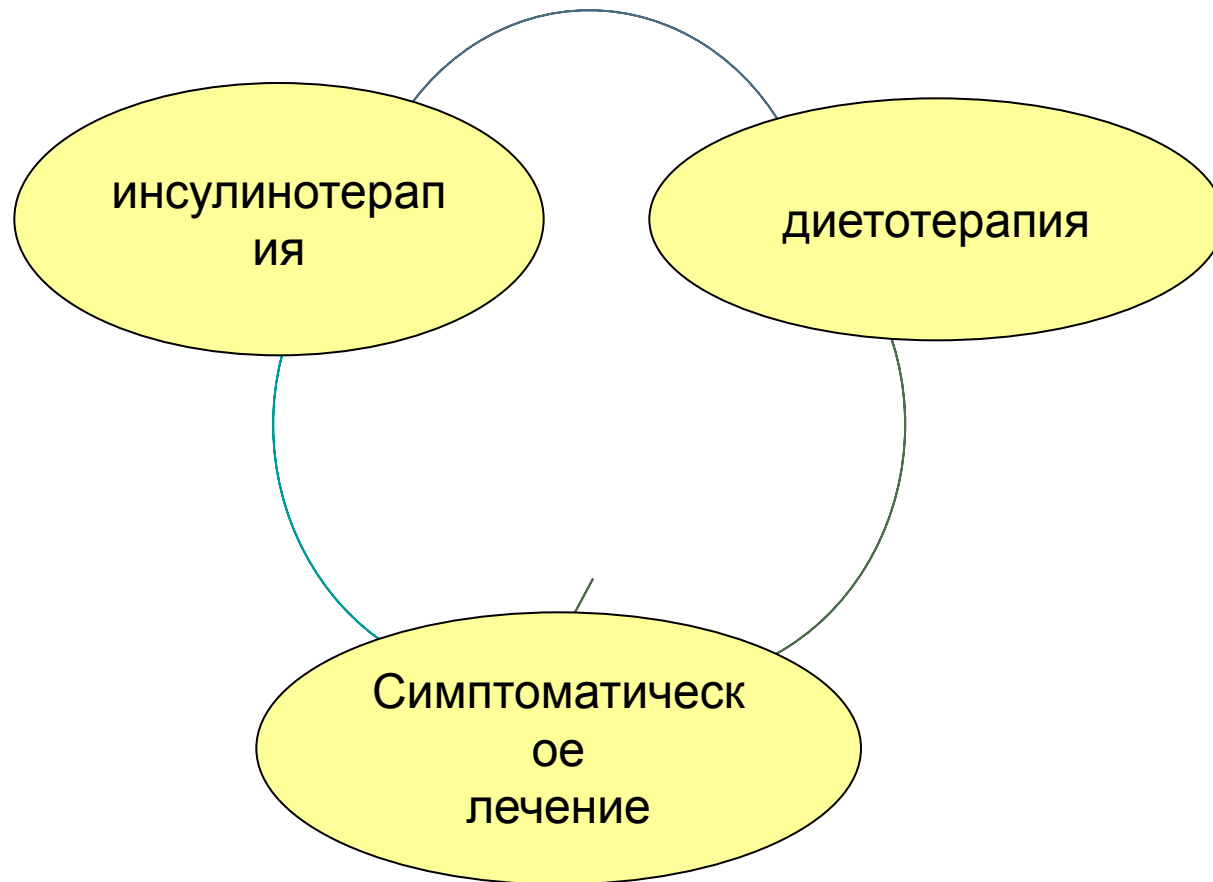 инсулинотерап
ия
диетотерапия
Симптоматическ
ое
лечение